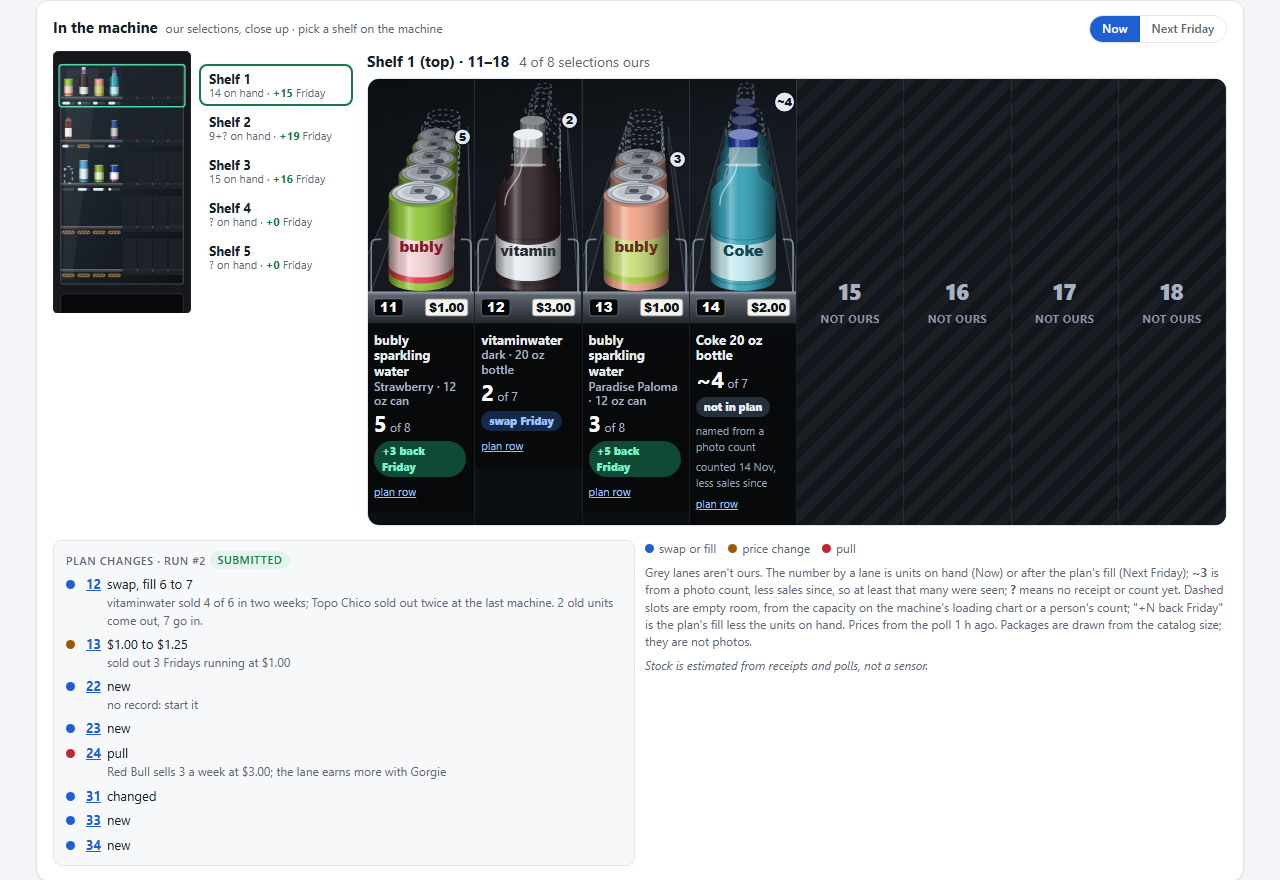 In the machine our selections, close up · pick a shelf on the machine
Now Next Friday
Shelf 1
14 on hand · +15 Friday
Shelf 2
9+? on hand · +19 Friday
Shelf 3
15 on hand · +16 Friday
Shelf 4
? on hand · +0 Friday
Shelf 5
? on hand · +0 Friday
Shelf 1 (top) · 11–18 4 of 8 selections ours
5
2
3
~4
bubly
vitamin
bubly
Coke
11 $1.00
12 $3.00
13 $1.00
14 $2.00
bubly
sparkling
water
Strawberry · 12
oz can
5 of 8
+3 back
Friday
plan row
vitaminwater
dark · 20 oz
bottle
2 of 7
swap Friday
plan row
bubly
sparkling
water
Paradise Paloma
· 12 oz can
3 of 8
+5 back
Friday
plan row
Coke 20 oz
bottle
~4 of 7
not in plan
named from a
photo count
counted 14 Nov,
less sales since
plan row
15
NOT OURS
16
NOT OURS
17
NOT OURS
18
NOT OURS
PLAN CHANGES · RUN #2 SUBMITTED
12 swap, fill 6 to 7
vitaminwater sold 4 of 6 in two weeks; Topo Chico sold out twice at the last machine. 2 old units
come out, 7 go in.
13 $1.00 to $1.25
sold out 3 Fridays running at $1.00
22 new
no record: start it
23 new
24 pull
Red Bull sells 3 a week at $3.00; the lane earns more with Gorgie
31 changed
33 new
34 new
swap or fill price change pull
Grey lanes aren't ours. The number by a lane is units on hand (Now) or after the plan's fill (Next Friday); ~3 is
from a photo count, less sales since, so at least that many were seen; ? means no receipt or count yet. Dashed
slots are empty room, from the capacity on the machine's loading chart or a person's count; "+N back Friday"
is the plan's fill less the units on hand. Prices from the poll 1 h ago. Packages are drawn from the catalog size;
they are not photos.
Stock is estimated from receipts and polls, not a sensor.